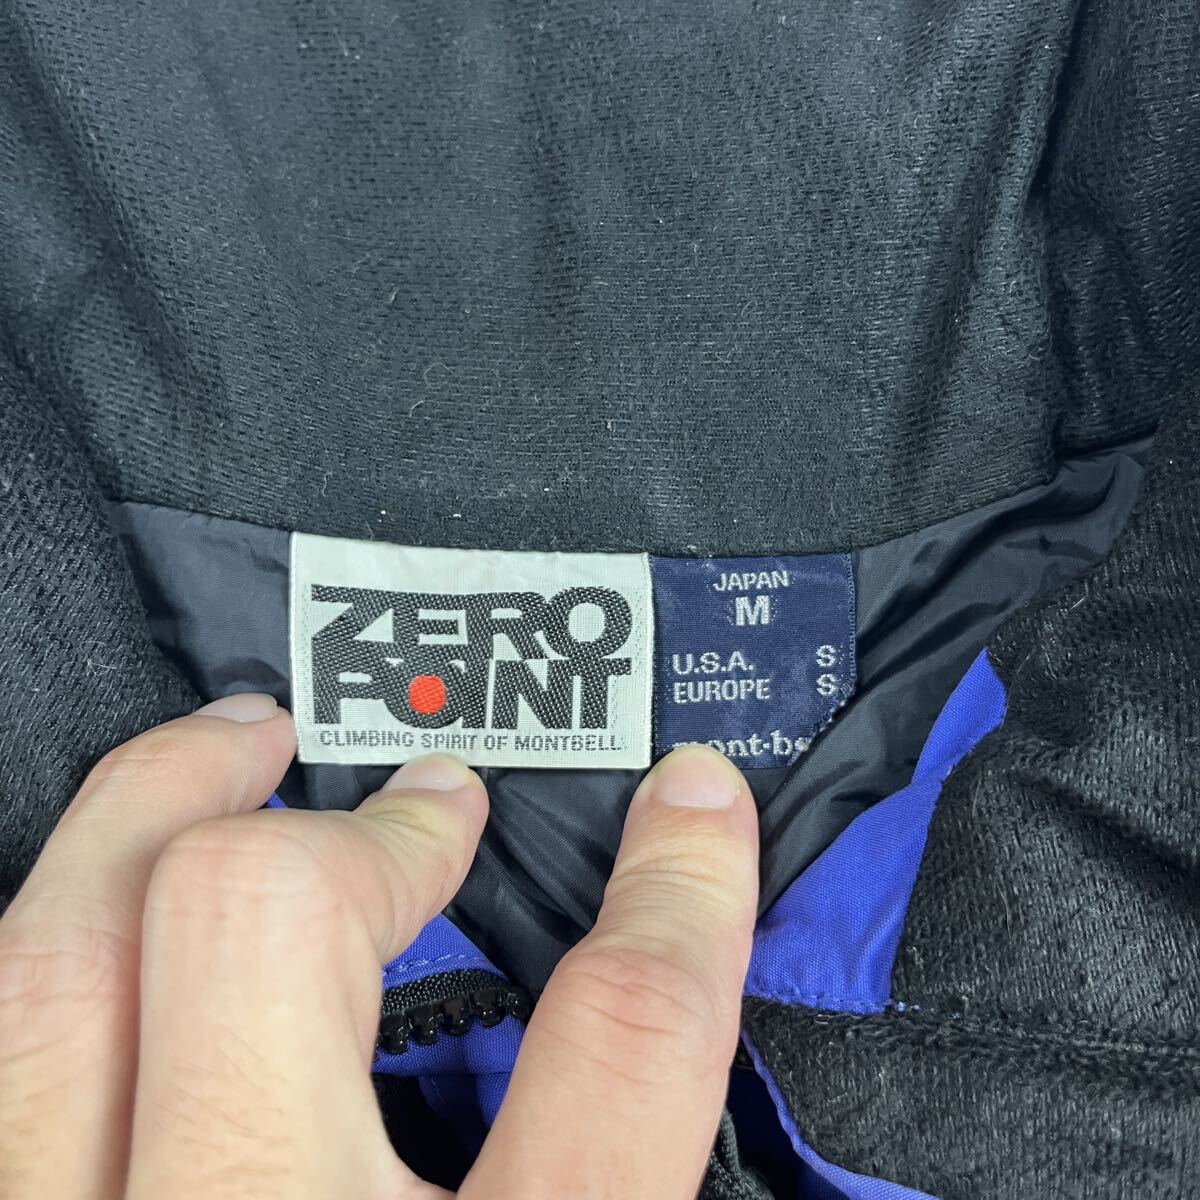 ZERO
POINT
CLIMBING SPIRIT OF MONTBELL
JAPAN
M
U.S.A. S
EUROPE S